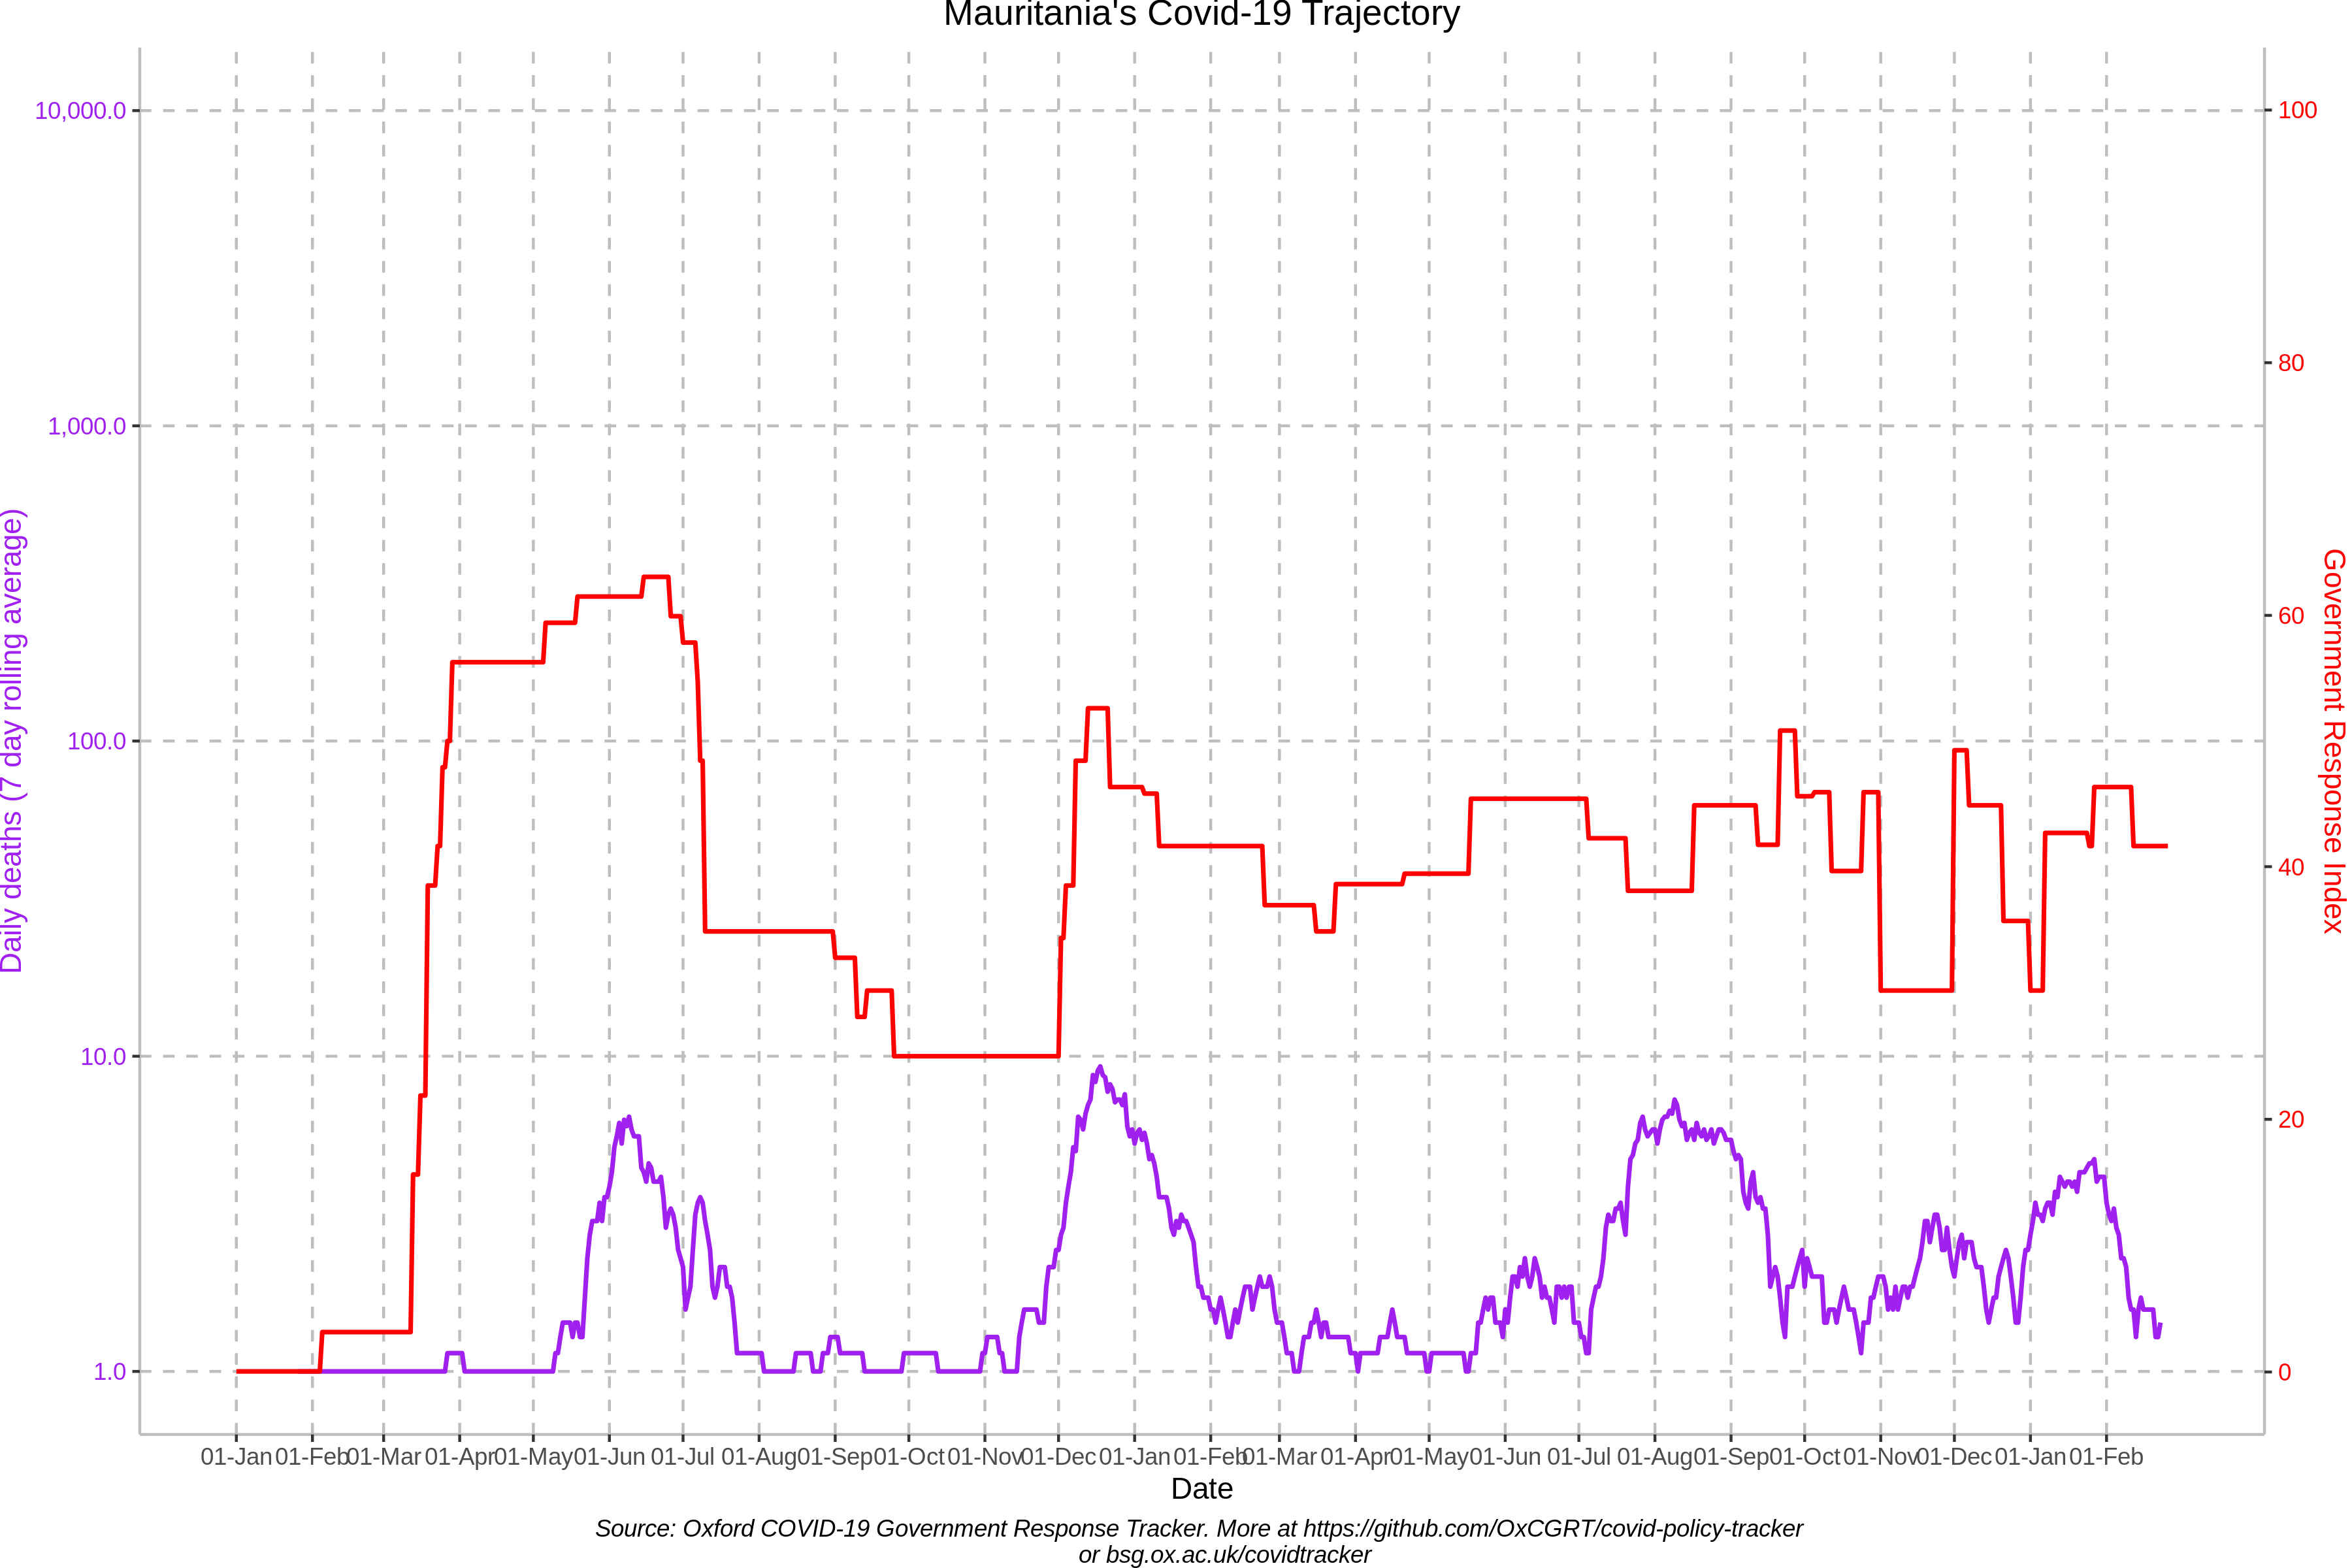 Mauritania's Covid-19 Trajectory
10,000.0
1,000.0
100.0
10.0
1.0
Daily deaths (7 day rolling average)
100
80
60
40
20
0
Government Response Index
01-Jan 01-Feb 01-Mar 01-Apr 01-May 01-Jun 01-Jul 01-Aug 01-Sep 01-Oct 01-Nov 01-Dec 01-Jan 01-Feb 01-Mar 01-Apr 01-May 01-Jun 01-Jul 01-Aug 01-Sep 01-Oct 01-Nov 01-Dec 01-Jan 01-Feb
Date
Source: Oxford COVID-19 Government Response Tracker. More at https://github.com/OxCGRT/covid-policy-tracker
or bsg.ox.ac.uk/covidtracker